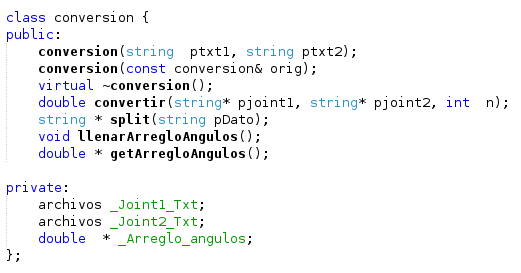 class conversion {
public:
    conversion(string  ptxt1, string ptxt2);
    conversion(const conversion& orig);
    virtual ~conversion();
    double convertir(string* pjoint1, string* pjoint2, int  n);
    string * split(string pDato);
    void llenarArregloAngulos();
    double * getArregloAngulos();

private:
    archivos _Joint1_Txt;
    archivos _Joint2_Txt;
    double  * _Arreglo_angulos;
};